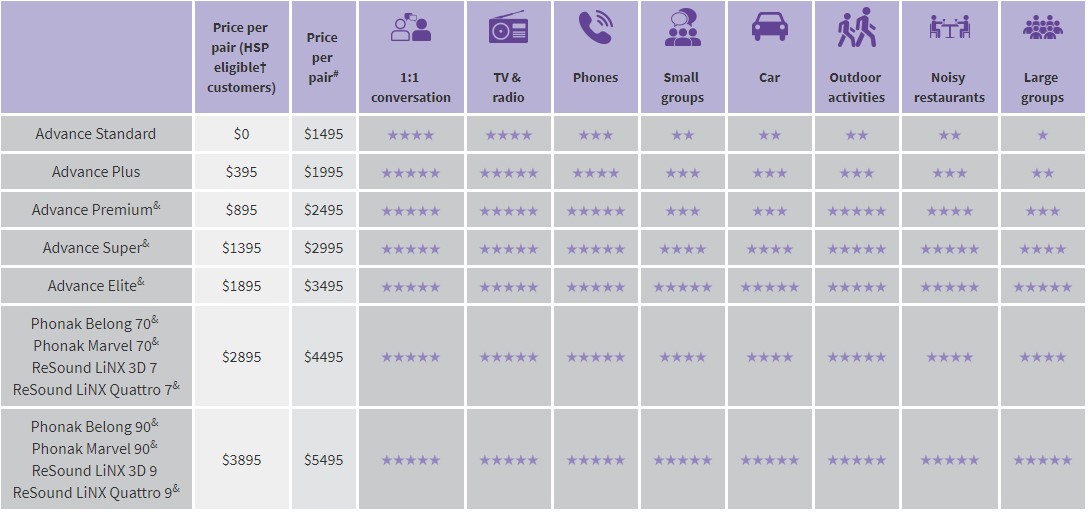 Price per pair (HSP eligible† customers) Price per pair# 1:1 conversation TV & radio Phones Small groups Car Outdoor activities Noisy restaurants Large groups
Advance Standard $0 $1495 ★★★★ ★★★★ ★★★ ★★ ★★ ★★ ★★ ★
Advance Plus $395 $1995 ★★★★★ ★★★★★ ★★★★ ★★★ ★★★ ★★★ ★★★ ★★
Advance Premium& $895 $2495 ★★★★★ ★★★★★ ★★★★★ ★★★ ★★★ ★★★★★ ★★★★ ★★★
Advance Super& $1395 $2995 ★★★★★ ★★★★★ ★★★★★ ★★★★ ★★★★ ★★★★★ ★★★★★ ★★★★
Advance Elite& $1895 $3495 ★★★★★ ★★★★★ ★★★★★ ★★★★★ ★★★★★ ★★★★★ ★★★★★ ★★★★★
Phonak Belong 70&
Phonak Marvel 70&
ReSound LiNX 3D 7
ReSound LiNX Quattro 7&
$2895 $4495 ★★★★★ ★★★★★ ★★★★★ ★★★★ ★★★★ ★★★★★ ★★★★ ★★★★
Phonak Belong 90&
Phonak Marvel 90&
ReSound LiNX 3D 9
ReSound LiNX Quattro 9&
$3895 $5495 ★★★★★ ★★★★★ ★★★★★ ★★★★★ ★★★★★ ★★★★★ ★★★★★ ★★★★★